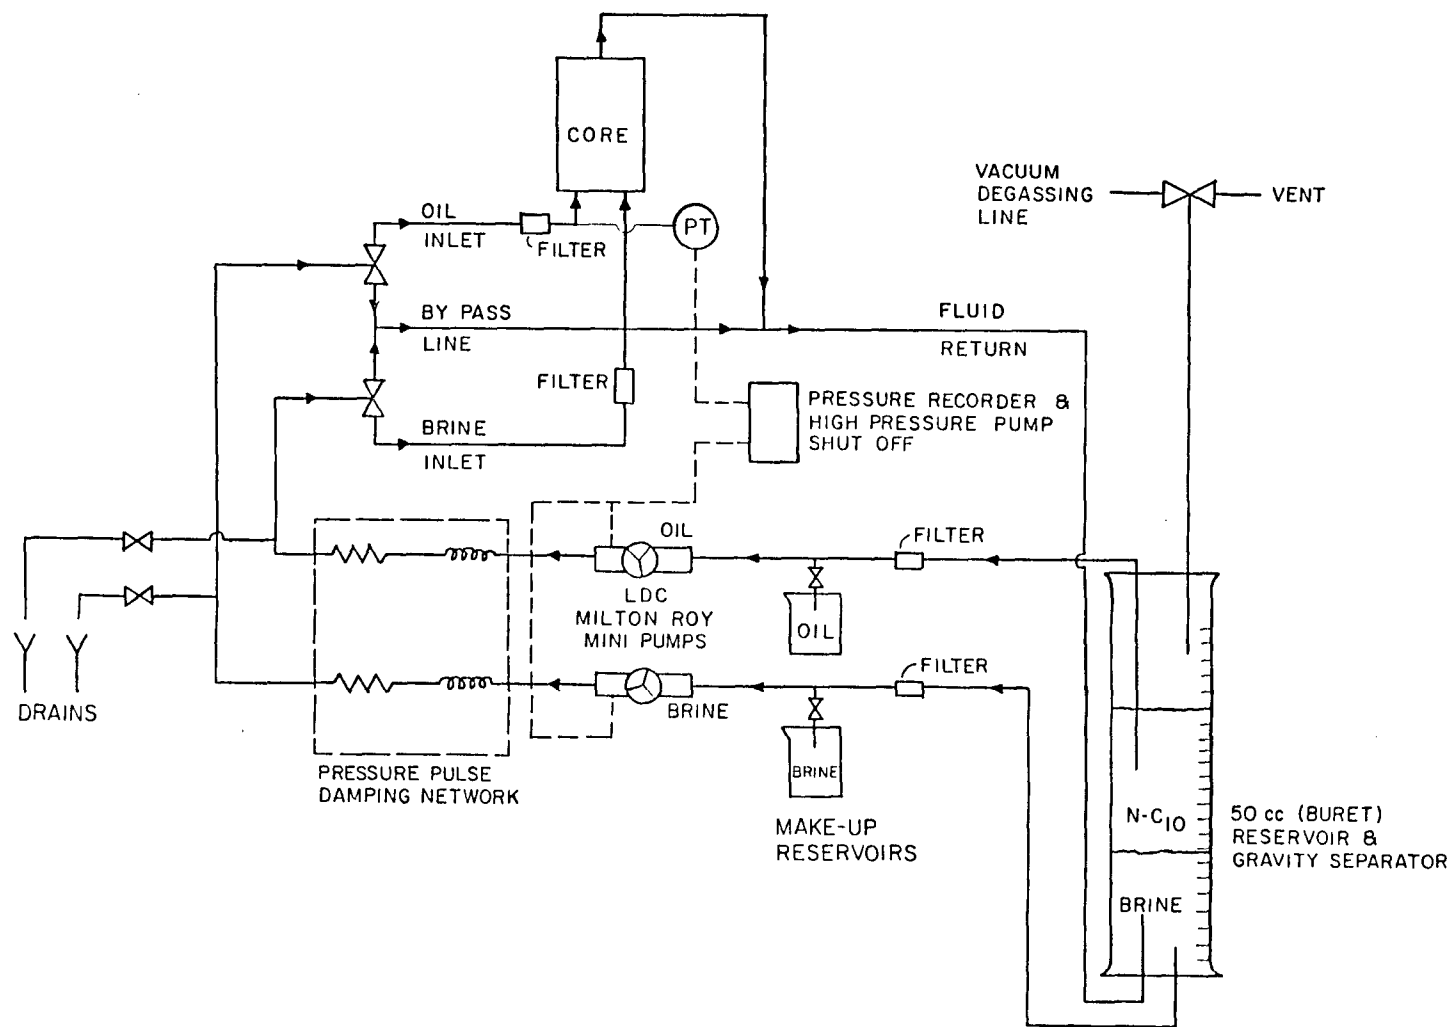 CORE
VACUUM
DEGASSING
LINE
VENT
OIL
INLET
FILTER
PT
BY PASS
LINE
FLUID
RETURN
FILTER
BRINE
INLET
PRESSURE RECORDER &
HIGH PRESSURE PUMP
SHUT OFF
OIL
FILTER
LDC
MILTON ROY
MINI PUMPS
OIL
FILTER
BRINE
DRAINS
BRINE
PRESSURE PULSE
DAMPING NETWORK
MAKE-UP
RESERVOIRS
N-C10
50 cc (BURET)
RESERVOIR &
GRAVITY SEPARATOR
BRINE